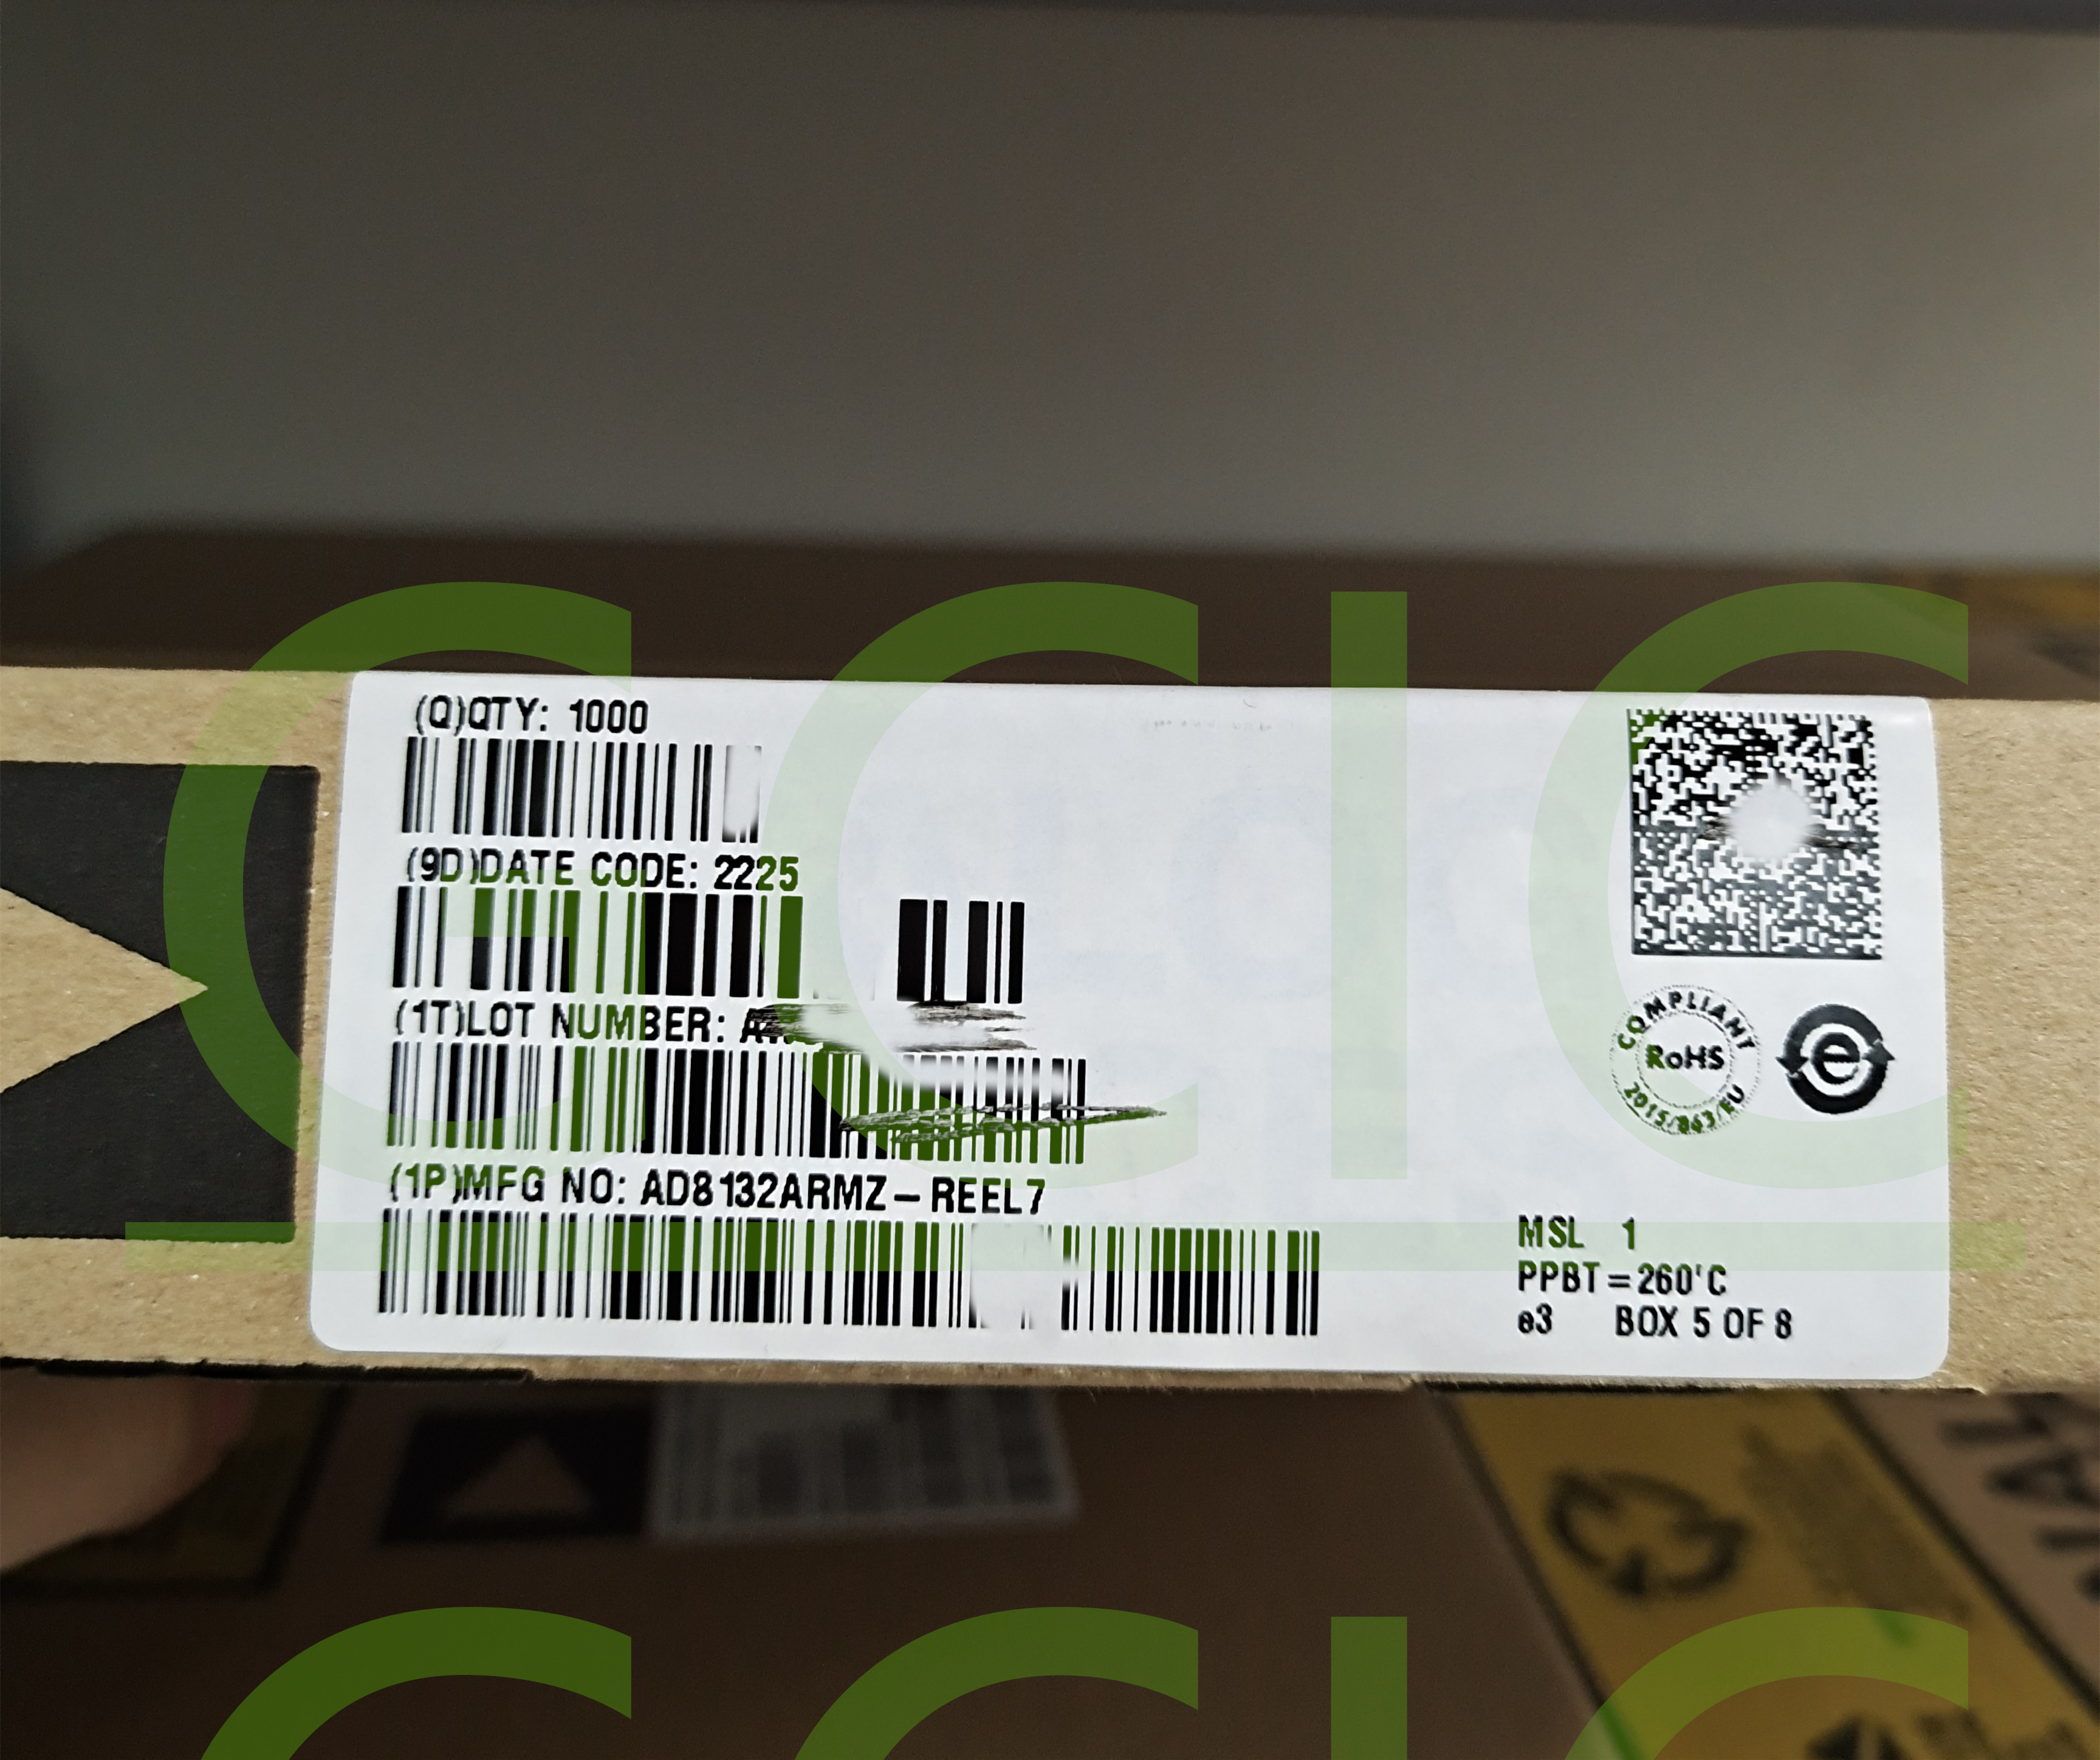 (Q)QTY: 1000
(9D)DATE CODE: 2225
(1T)LOT NUMBER:
(1P)MFG NO: AD8132ARMZ-REEL7
COMPLIANT
RoHS
2015/863/EU
e
MSL 1
PPBT=260°C
e3 BOX 5 OF 8
GCIC